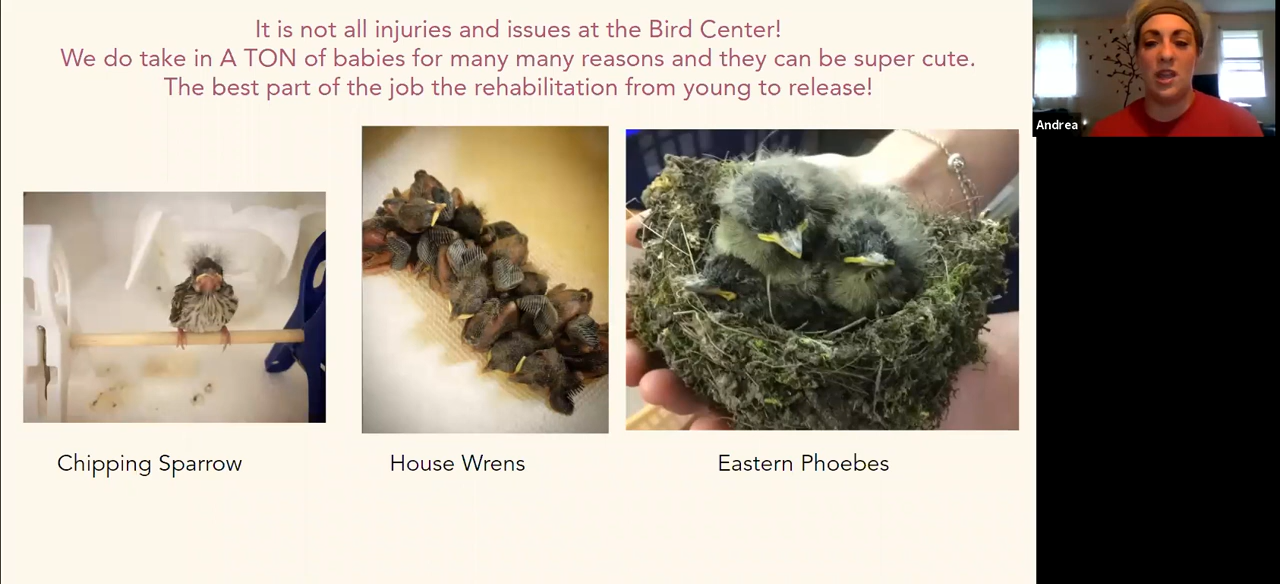 It is not all injuries and issues at the Bird Center!
We do take in A TON of babies for many many reasons and they can be super cute.
The best part of the job the rehabilitation from young to release!
Andrea
Chipping Sparrow
House Wrens
Eastern Phoebes